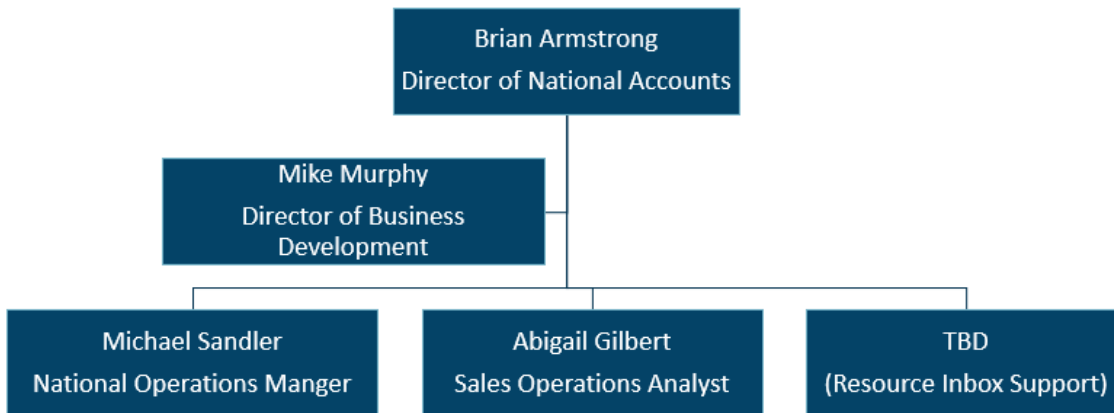 Brian Armstrong
Director of National Accounts
Mike Murphy
Director of Business
Development
Michael Sandler
National Operations Manger
Abigail Gilbert
Sales Operations Analyst
TBD
(Resource Inbox Support)